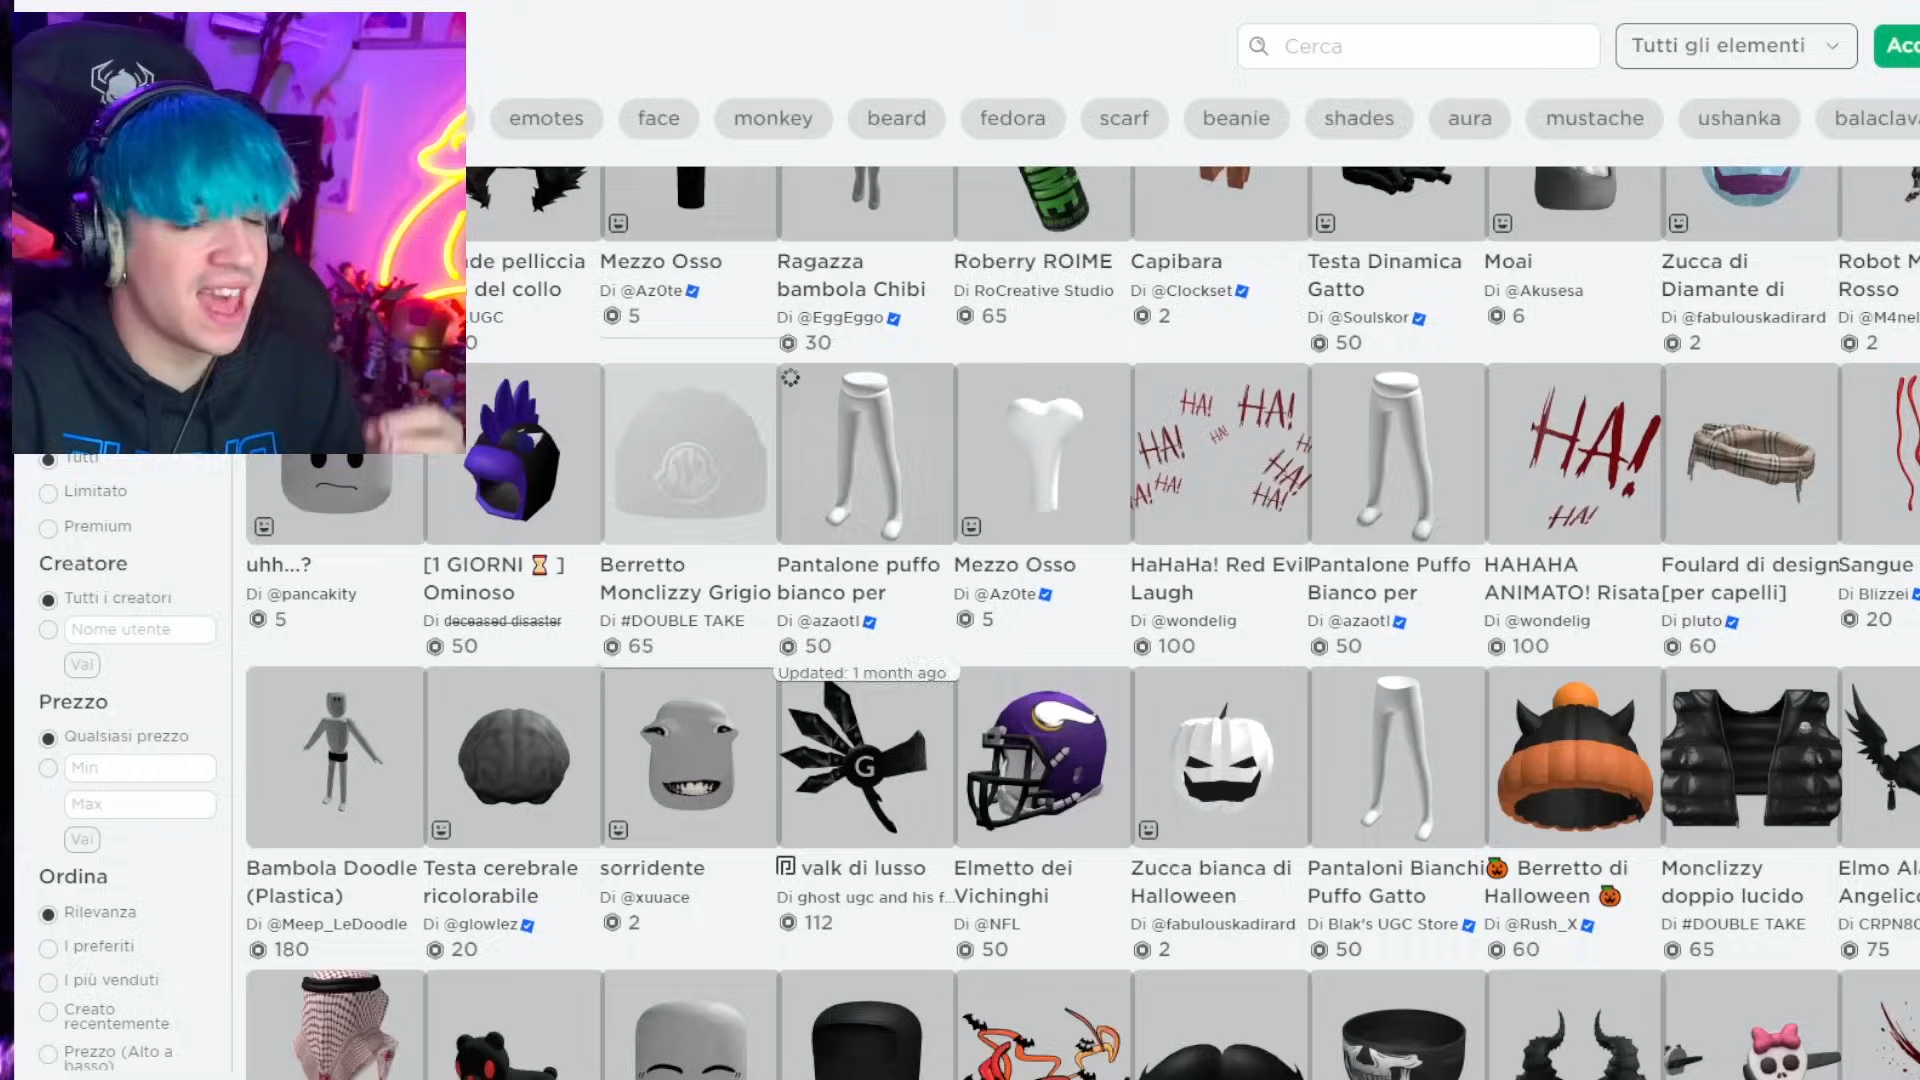 Cerca
Tutti gli elementi
emotes
face
monkey
beard
fedora
scarf
beanie
shades
aura
mustache
ushanka
de pelliccia
del collo
UGC
Mezzo Osso
Di @Az0te
5
Ragazza
bambola Chibi
Di @EggEggo
30
Roberry ROIME
Di RoCreative Studio
65
Capibara
Di @Clockset
2
Testa Dinamica
Gatto
Di @Soulskor
50
Moai
Di @Akusesa
6
Zucca di
Diamante di
Di @fabulouskadirard
2
Robot
Rosso
2
Tutti
Limitato
Premium
Creatore
Tutti i creatori
Nome utente
Vai
Prezzo
Qualsiasi prezzo
Min
Max
Vai
Ordina
Rilevanza
I preferiti
I più venduti
Creato
recentemente
Prezzo (Alto a
basso)
HA! HA! HA! HA!
HA!
HA!
uhh...?
Di @pancakity
5
[1 GIORNI ⏳ ]
Ominoso
Di deceased disaster
50
Berretto
Monclizzy Grigio
Di #DOUBLE TAKE
65
Pantalone puffo
bianco per
Di @azaotl
50
Mezzo Osso
Di @Az0te
5
HaHaHa! Red Evil
Laugh
Di @wondelig
100
Pantalone Puffo
Bianco per
Di @azaotl
50
HAHAHA
ANIMATO! Risata
Di @wondelig
100
Foulard di design
[per capelli]
Di pluto
60
Sangue
Di Blizzei
20
Updated: 1 month ago
G
Bambola Doodle
(Plastica)
Di @Meep_LeDoodle
180
Testa cerebrale
ricolorabile
Di @glowlez
20
sorridente
Di @xuuace
2
valk di lusso
Di ghost ugc and his f...
112
Elmetto dei
Vichinghi
Di @NFL
50
Zucca bianca di
Halloween
Di @fabulouskadirard
2
Pantaloni Bianchi
Puffo Gatto
Di Blak's UGC Store
50
🎃 Berretto di
Halloween 🎃
Di @Rush_X
60
Monclizzy
doppio lucido
Di #DOUBLE TAKE
65
Angelico
75